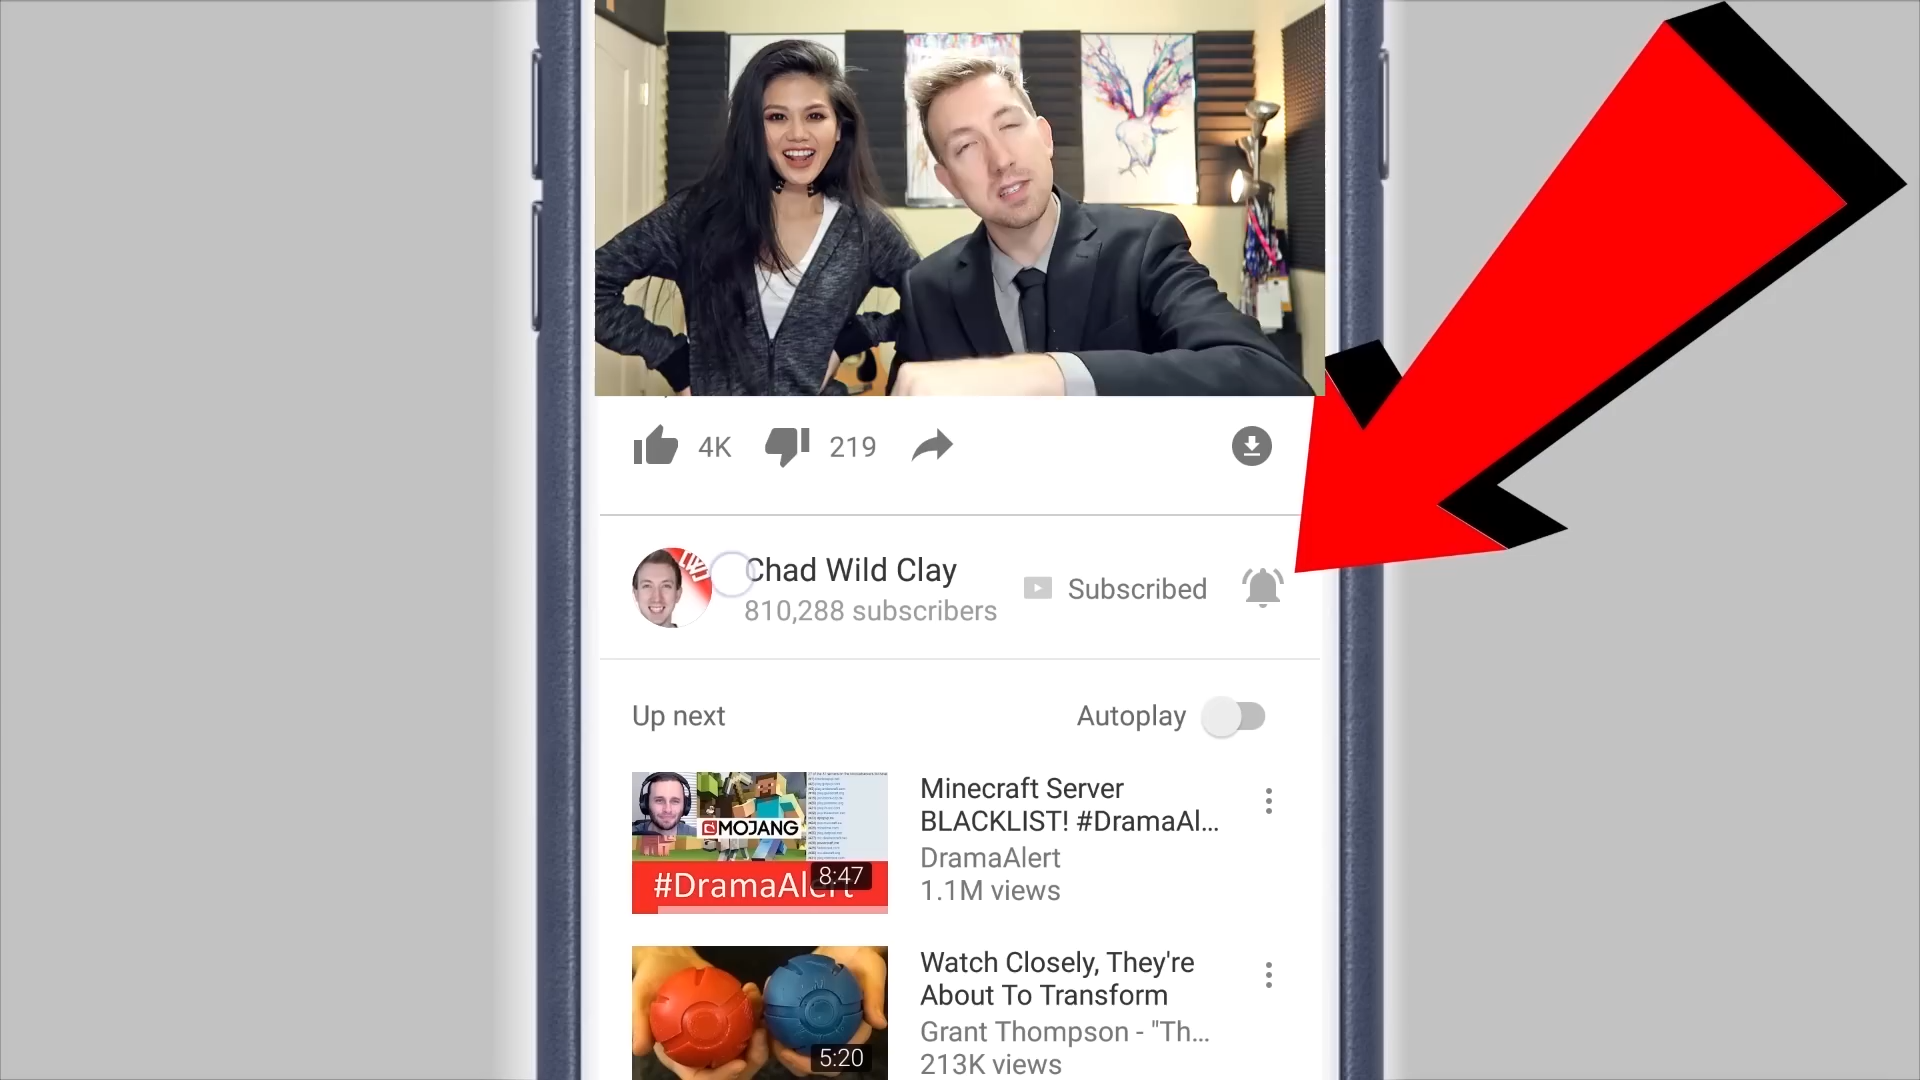 4K
219
Chad Wild Clay
810,288 subscribers
Subscribed
Up next
Autoplay
MOJANG
#DramaAlert
8:47
Minecraft Server
BLACKLIST! #DramaAl...
DramaAlert
1.1M views
5:20
Watch Closely, They're
About To Transform
Grant Thompson - "Th...
213K views